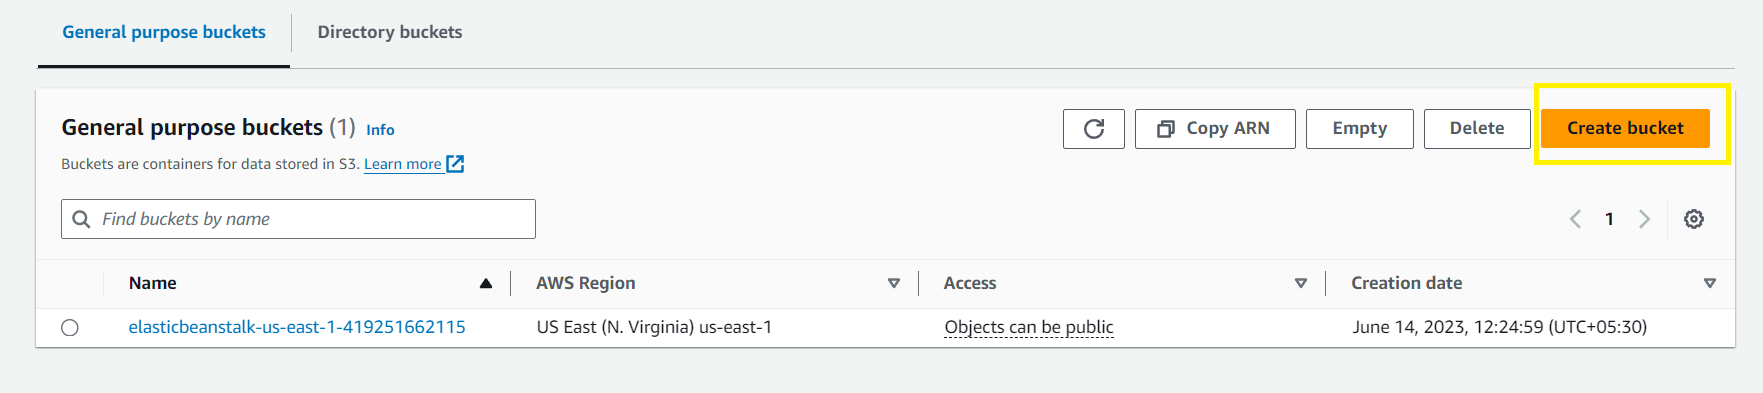 General purpose buckets Directory buckets
General purpose buckets (1) Info Copy ARN Empty Delete Create bucket
Buckets are containers for data stored in S3. Learn more
Find buckets by name 1
Name AWS Region Access Creation date
elasticbeanstalk-us-east-1-419251662115 US East (N. Virginia) us-east-1 Objects can be public June 14, 2023, 12:24:59 (UTC+05:30)